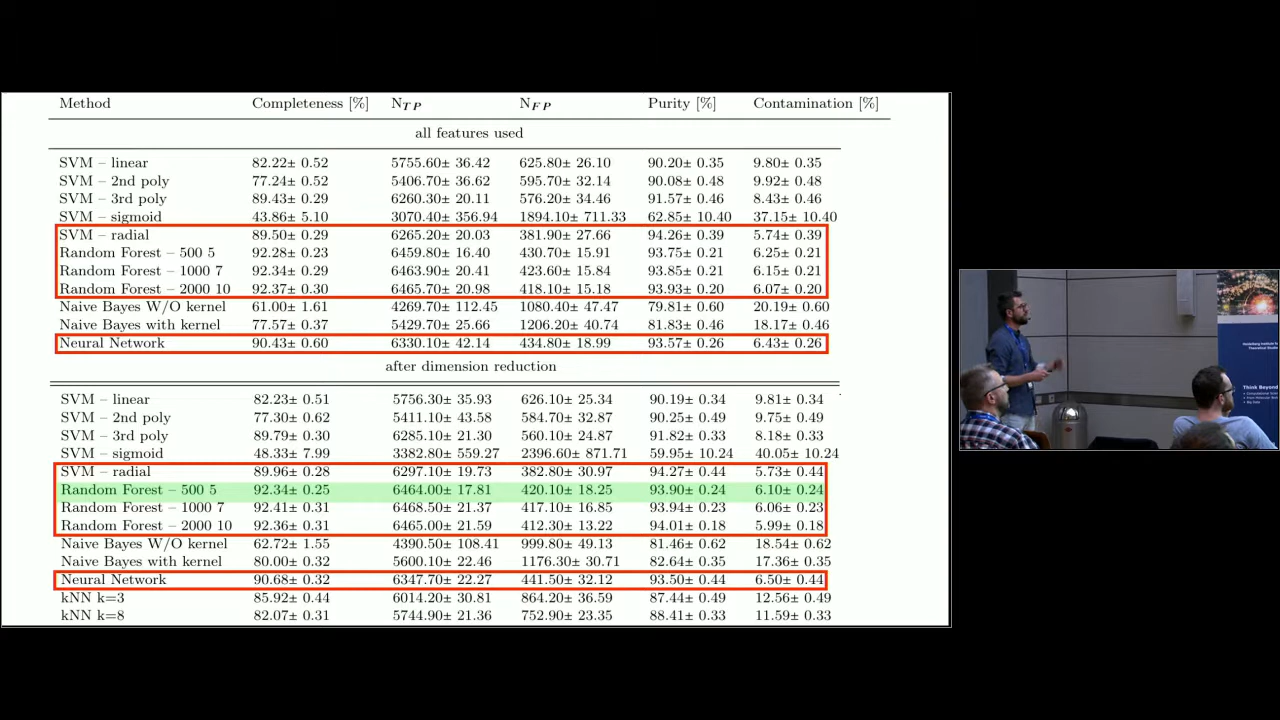 Method Completeness [%] N_TP N_FP Purity [%] Contamination [%]
all features used
SVM – linear 82.22± 0.52 5755.60± 36.42 625.80± 26.10 90.20± 0.35 9.80± 0.35
SVM – 2nd poly 77.24± 0.52 5406.70± 36.62 595.70± 32.14 90.08± 0.48 9.92± 0.48
SVM – 3rd poly 89.43± 0.29 6260.30± 20.11 576.20± 34.46 91.57± 0.46 8.43± 0.46
SVM – sigmoid 43.86± 5.10 3070.40± 356.94 1894.10± 711.33 62.85± 10.40 37.15± 10.40
SVM – radial 89.50± 0.29 6265.20± 20.03 381.90± 27.66 94.26± 0.39 5.74± 0.39
Random Forest – 500 5 92.28± 0.23 6459.80± 16.40 430.70± 15.91 93.75± 0.21 6.25± 0.21
Random Forest – 1000 7 92.34± 0.29 6463.90± 20.41 423.60± 15.84 93.85± 0.21 6.15± 0.21
Random Forest – 2000 10 92.37± 0.30 6465.70± 20.98 418.10± 15.18 93.93± 0.20 6.07± 0.20
Naive Bayes W/O kernel 61.00± 1.61 4269.70± 112.45 1080.40± 47.47 79.81± 0.60 20.19± 0.60
Naive Bayes with kernel 77.57± 0.37 5429.70± 25.66 1206.20± 40.74 81.83± 0.46 18.17± 0.46
Neural Network 90.43± 0.60 6330.10± 42.14 434.80± 18.99 93.57± 0.26 6.43± 0.26
after dimension reduction
SVM – linear 82.23± 0.51 5756.30± 35.93 626.10± 25.34 90.19± 0.34 9.81± 0.34
SVM – 2nd poly 77.30± 0.62 5411.10± 43.58 584.70± 32.87 90.25± 0.49 9.75± 0.49
SVM – 3rd poly 89.79± 0.30 6285.10± 21.30 560.10± 24.87 91.82± 0.33 8.18± 0.33
SVM – sigmoid 48.33± 7.99 3382.80± 559.27 2396.60± 871.71 59.95± 10.24 40.05± 10.24
SVM – radial 89.96± 0.28 6297.10± 19.73 382.80± 30.97 94.27± 0.44 5.73± 0.44
Random Forest – 500 5 92.34± 0.25 6464.00± 17.81 420.10± 18.25 93.90± 0.24 6.10± 0.24
Random Forest – 1000 7 92.41± 0.31 6468.50± 21.37 417.10± 16.85 93.94± 0.23 6.06± 0.23
Random Forest – 2000 10 92.36± 0.31 6465.00± 21.59 412.30± 13.22 94.01± 0.18 5.99± 0.18
Naive Bayes W/O kernel 62.72± 1.55 4390.50± 108.41 999.80± 49.13 81.46± 0.62 18.54± 0.62
Naive Bayes with kernel 80.00± 0.32 5600.10± 22.46 1176.30± 30.71 82.64± 0.35 17.36± 0.35
Neural Network 90.68± 0.32 6347.70± 22.27 441.50± 32.12 93.50± 0.44 6.50± 0.44
kNN k=3 85.92± 0.44 6014.20± 30.81 864.20± 36.59 87.44± 0.49 12.56± 0.49
kNN k=8 82.07± 0.31 5744.90± 21.36 752.90± 23.35 88.41± 0.33 11.59± 0.33
Heidelberg Institute
Theoretical Studies
Think Beyond
Big Data